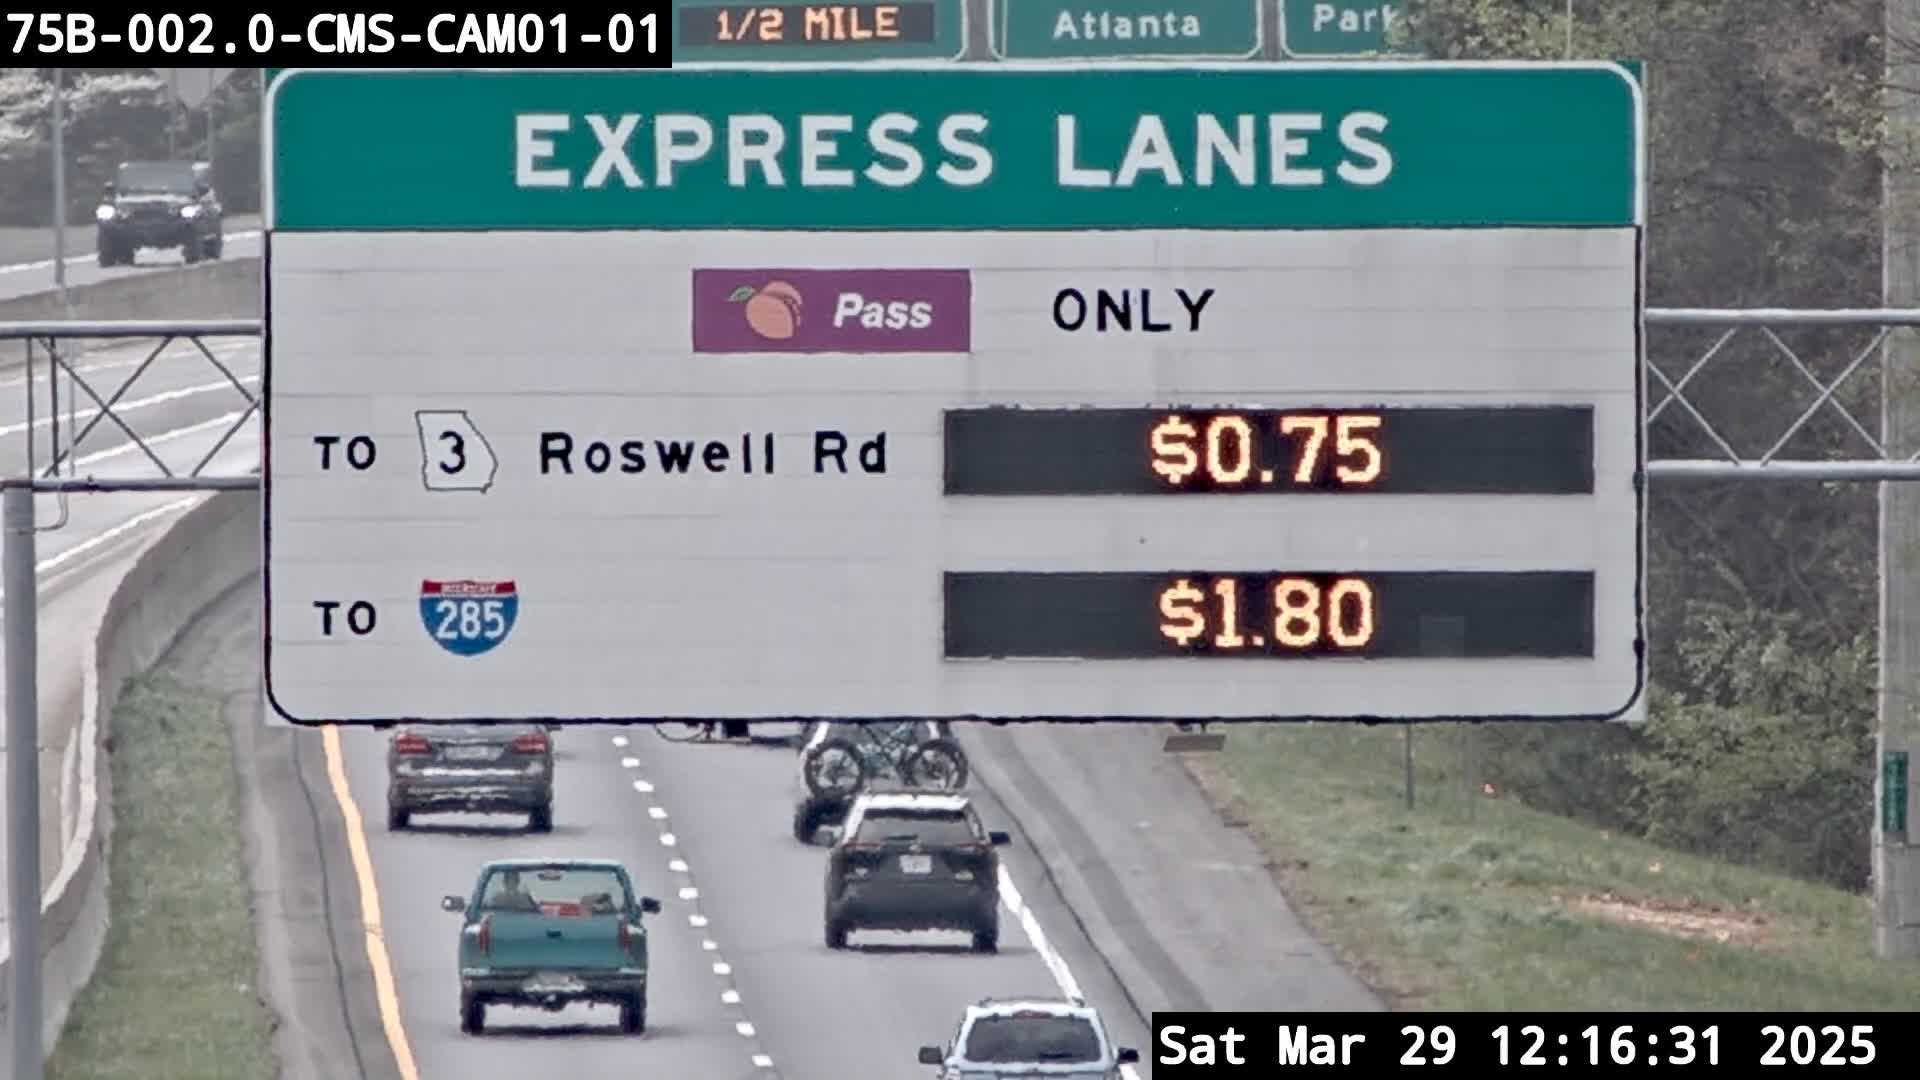 75B-002.0-CMS-CAM01-01
1/2 MILE
Atlanta
Park
EXPRESS LANES
Pass ONLY
TO 3 Roswell Rd $0.75
TO INTERSTATE 285 $1.80
Sat Mar 29 12:16:31 2025